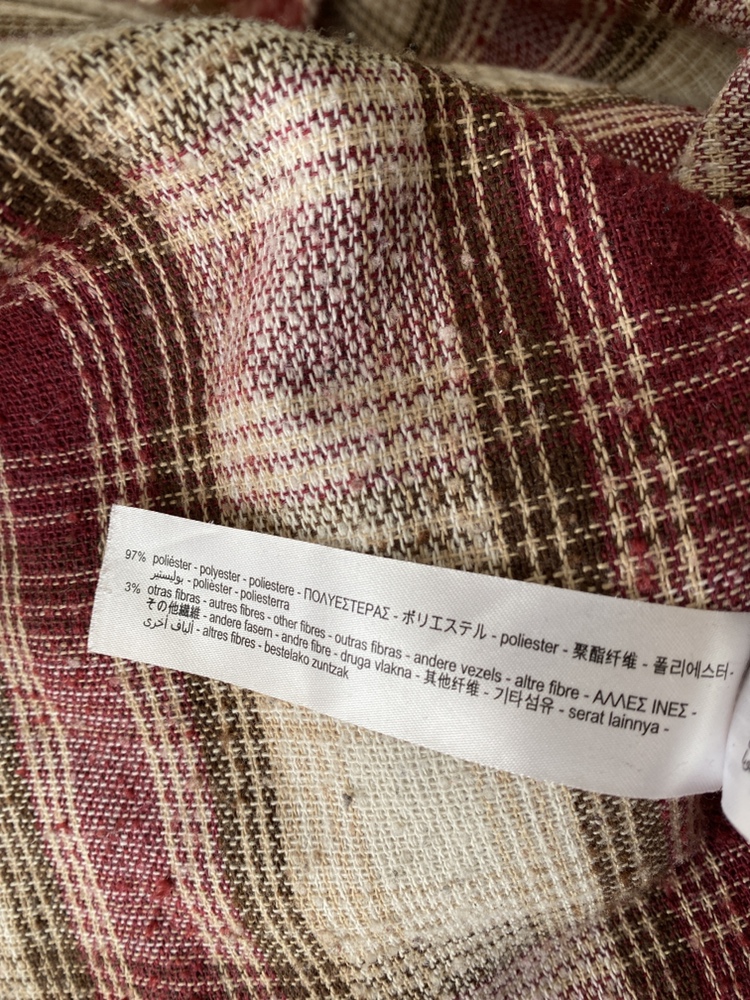 97% poliéster - polyester - poliestere - ΠΟΛΥΕΣΤΕΡΑΣ - ポリエステル - poliester - 聚酯纤维 - 폴리에스터 -
بوليستير - polièster - poliesterra
3% otras fibras - autres fibres - other fibres - outras fibras - andere vezels - altre fibre - ΑΛΛΕΣ ΙΝΕΣ -
その他繊維 - andere fasern - andre fibre - druga vlakna - 其他纤维 - 기타섬유 - serat lainnya -
ألياف أخرى - altres fibres - bestelako zuntzak